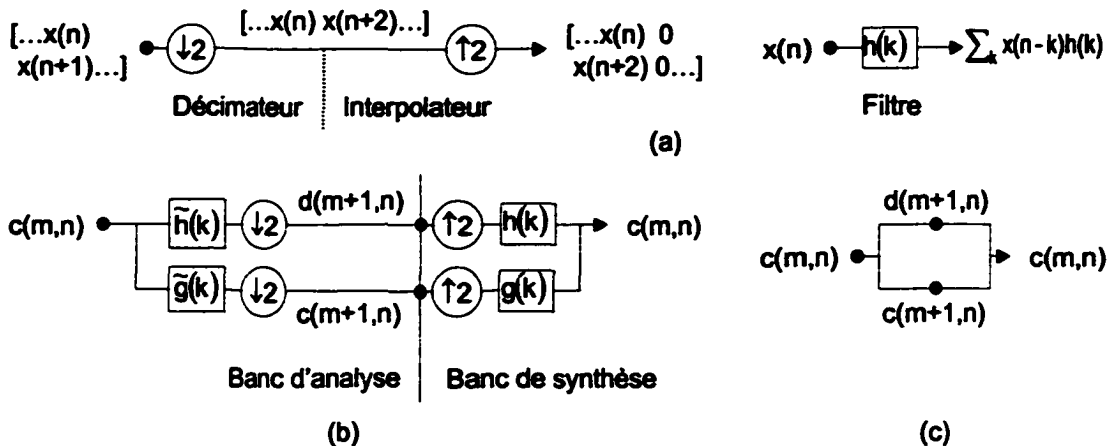 [...x(n)
x(n+1)...]
↓2
[...x(n) x(n+2)...]
↑2
[...x(n) 0
x(n+2) 0...]
Décimateur
Interpolateur
x(n)
h(k)
∑ₖ x(n-k)h(k)
Filtre
(a)
c(m,n)
h̃(k)
↓2
d(m+1,n)
↑2
h(k)
c(m,n)
g̃(k)
↓2
c(m+1,n)
↑2
g(k)
Banc d'analyse
Banc de synthèse
(b)
d(m+1,n)
c(m,n)
c(m,n)
c(m+1,n)
(c)